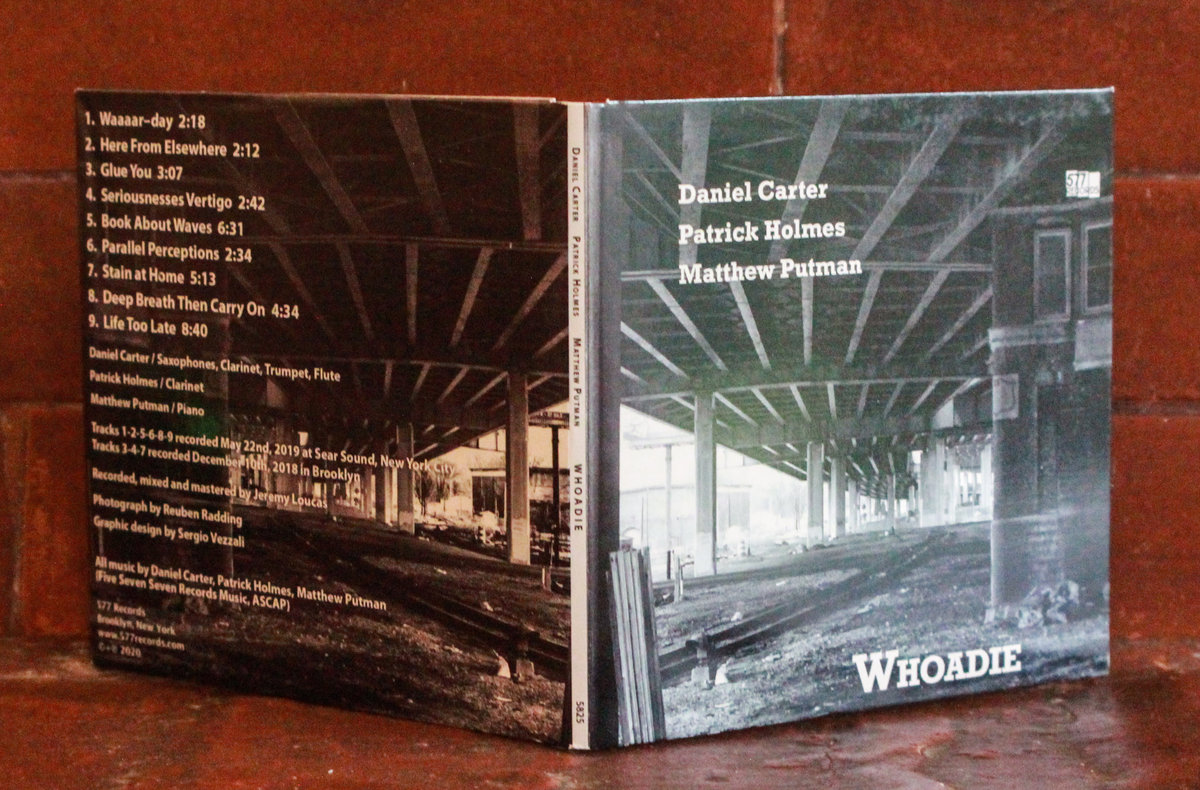 1. Waaaar-day 2:18
2. Here From Elsewhere 2:12
3. Glue You 3:07
4. Seriousnesses Vertigo 2:42
5. Book About Waves 6:31
6. Parallel Perceptions 2:34
7. Stain at Home 5:13
8. Deep Breath Then Carry On 4:34
9. Life Too Late 8:40
Daniel Carter / Saxophones, Clarinet, Trumpet, Flute
Patrick Holmes / Clarinet
Matthew Putman / Piano
Tracks 1-2-5-6-8-9 recorded May 22nd, 2019 at Sear Sound, New York City
Tracks 3-4-7 recorded December 10th, 2018 in Brooklyn
Recorded, mixed and mastered by Jeremy Loucas
Photograph by Reuben Radding
Graphic design by Sergio Vezzali
All music by Daniel Carter, Patrick Holmes, Matthew Putman
(Five Seven Seven Records Music, ASCAP)
577 Records
Brooklyn, New York
www.577records.com
©+℗ 2020
DANIEL CARTER PATRICK HOLMES MATTHEW PUTMAN WHOADIE 5825
Daniel Carter
Patrick Holmes
Matthew Putman
577
WHOADIE